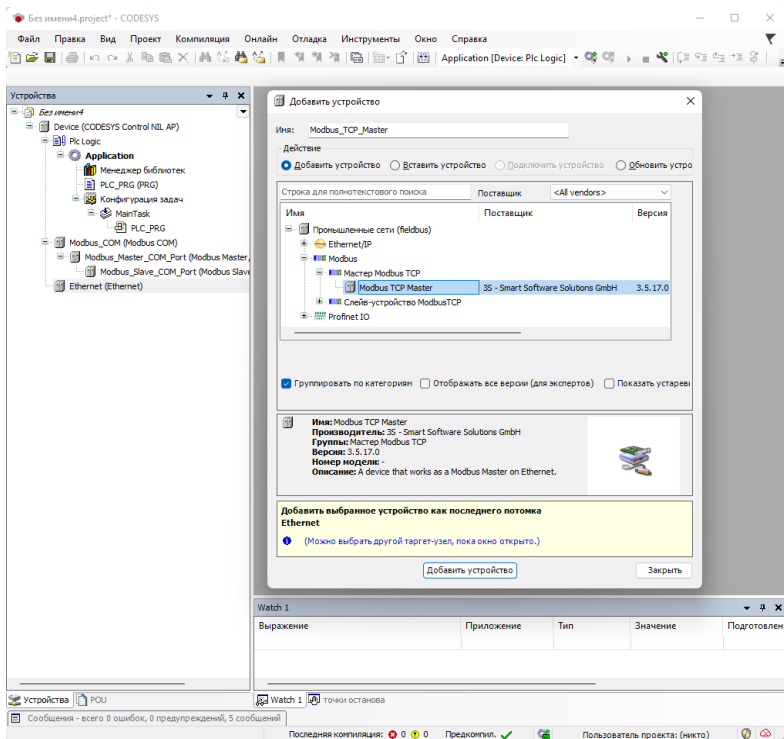 Без имени4.project* - CODESYS
Файл Правка Вид Проект Компиляция Онлайн Отладка Инструменты Окно Справка
Application [Device: Plc Logic]
Устройства
Без имени4
Device (CODESYS Control NIL AP)
Plc Logic
Application
Менеджер библиотек
PLC_PRG (PRG)
Конфигурация задач
MainTask
PLC_PRG
Modbus_COM (Modbus COM)
Modbus_Master_COM_Port (Modbus Master,
Modbus_Slave_COM_Port (Modbus Slave
Ethernet (Ethernet)
Добавить устройство
Имя: Modbus_TCP_Master
Действие
Добавить устройство Вставить устройство Подключить устройство Обновить устро
Строка для полнотекстового поиска Поставщик <All vendors>
Имя Поставщик Версия
Промышленные сети (fieldbus)
Ethernet/IP
Modbus
Мастер Modbus TCP
Modbus TCP Master 3S - Smart Software Solutions GmbH 3.5.17.0
Слейв-устройство ModbusTCP
Profinet IO
Группировать по категориям Отображать все версии (для экспертов) Показать устаревш
Имя: Modbus TCP Master
Производитель: 3S - Smart Software Solutions GmbH
Группы: Мастер Modbus TCP
Версия: 3.5.17.0
Номер модели: -
Описание: A device that works as a Modbus Master on Ethernet.
Добавить выбранное устройство как последнего потомка
Ethernet
(Можно выбрать другой таргет-узел, пока окно открыто.)
Добавить устройство Закрыть
Watch 1
Выражение Приложение Тип Значение Подготовлен
Устройства POU Watch 1 точки останова
Сообщения - всего 0 ошибок, 0 предупреждений, 5 сообщений
Последняя компиляция: 0 0 Предкомпил. Пользователь проекта: (никто)